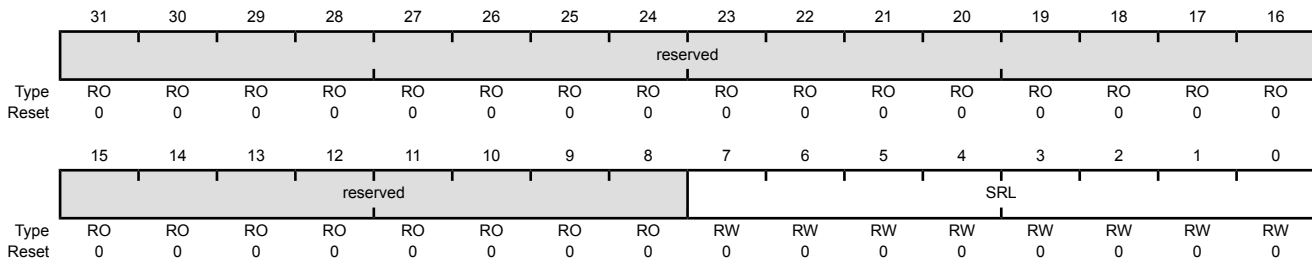 31 30 29 28 27 26 25 24 23 22 21 20 19 18 17 16
reserved
Type RO RO RO RO RO RO RO RO RO RO RO RO RO RO RO RO
Reset 0 0 0 0 0 0 0 0 0 0 0 0 0 0 0 0
15 14 13 12 11 10 9 8 7 6 5 4 3 2 1 0
reserved SRL
Type RO RO RO RO RO RO RO RO RW RW RW RW RW RW RW RW
Reset 0 0 0 0 0 0 0 0 0 0 0 0 0 0 0 0